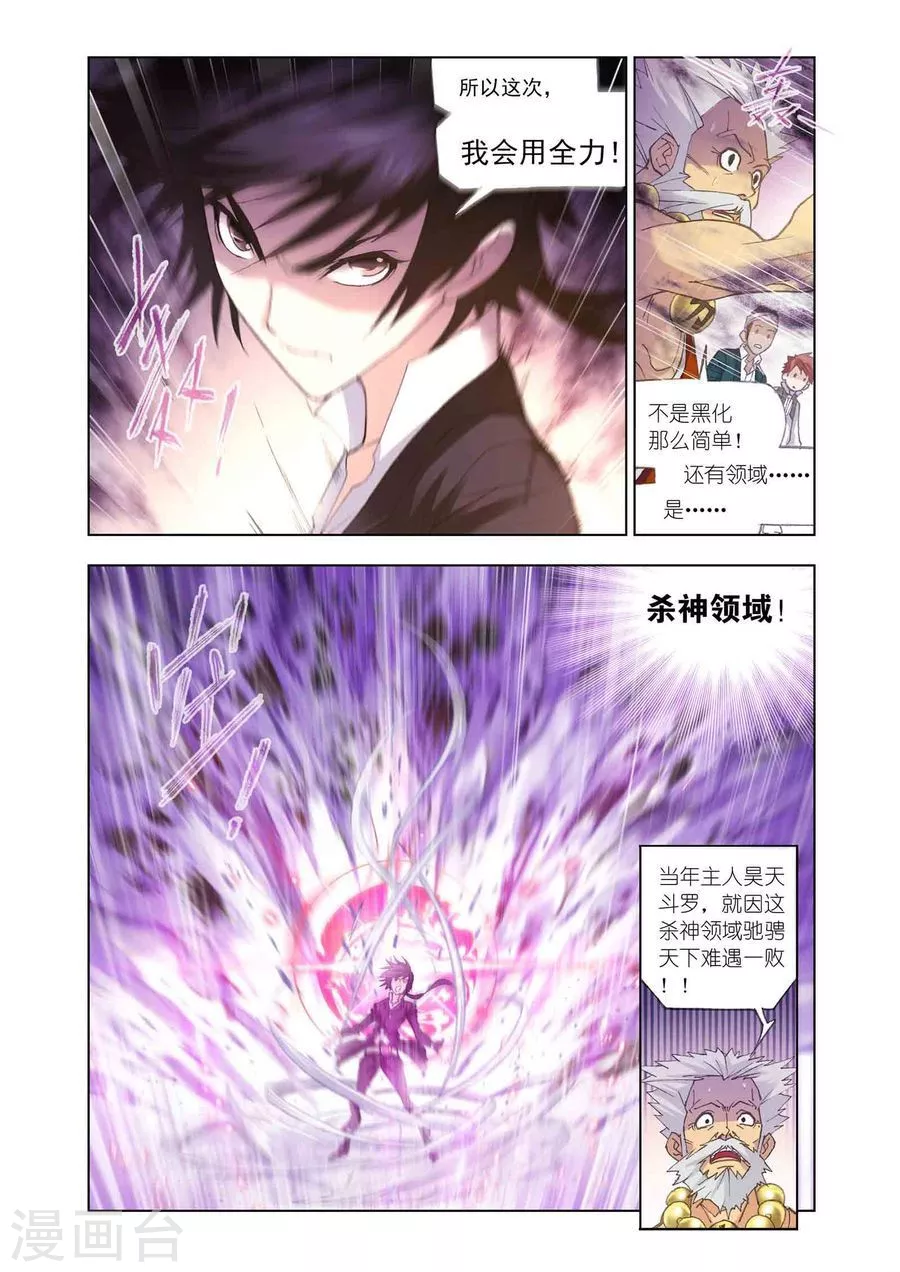 所以这次，
我会用全力！
不是黑化
那么简单！
还有领域……
是……
杀神领域！
当年主人昊天
斗罗，就因这
杀神领域驰骋
天下难遇一败
！！
漫画台